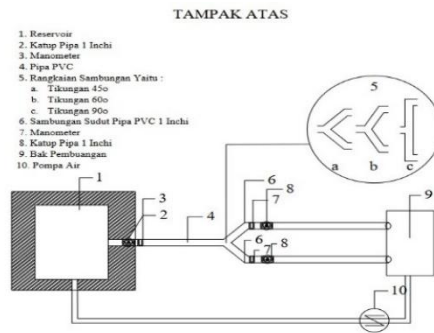 TAMPAK ATAS
1. Reservoir
2. Katup Pipa 1 Inchi
3. Manometer
4. Pipa PVC
5. Rangkaian Sambungan Yaitu :
a. Tikungan 45o
b. Tikungan 60o
c. Tikungan 90o
6. Sambungan Sudut Pipa PVC 1 Inchi
7. Manometer
8. Katup Pipa 1 Inchi
9. Bak Pembuangan
10. Pompa Air
5
a b c
1
2
3
4
6
7
8
9
6
7
8
10